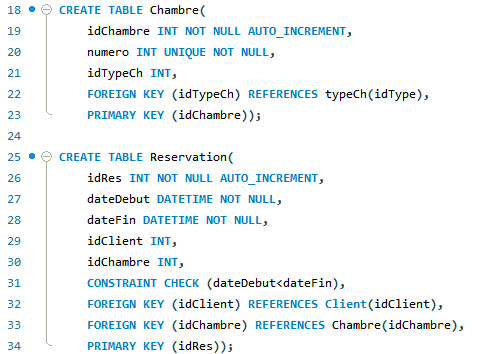 18 CREATE TABLE Chambre(
19 idChambre INT NOT NULL AUTO_INCREMENT,
20 numero INT UNIQUE NOT NULL,
21 idTypeCh INT,
22 FOREIGN KEY (idTypeCh) REFERENCES typeCh(idType),
23 PRIMARY KEY (idChambre));
24
25 CREATE TABLE Reservation(
26 idRes INT NOT NULL AUTO_INCREMENT,
27 dateDebut DATETIME NOT NULL,
28 dateFin DATETIME NOT NULL,
29 idClient INT,
30 idChambre INT,
31 CONSTRAINT CHECK (dateDebut<dateFin),
32 FOREIGN KEY (idClient) REFERENCES Client(idClient),
33 FOREIGN KEY (idChambre) REFERENCES Chambre(idChambre),
34 PRIMARY KEY (idRes));